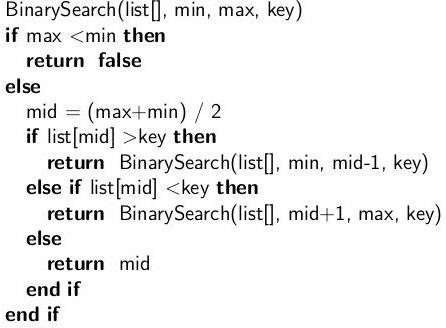 BinarySearch(list[], min, max, key)
if max <min then
return false
else
mid = (max+min) / 2
if list[mid] >key then
return BinarySearch(list[], min, mid-1, key)
else if list[mid] <key then
return BinarySearch(list[], mid+1, max, key)
else
return mid
end if
end if